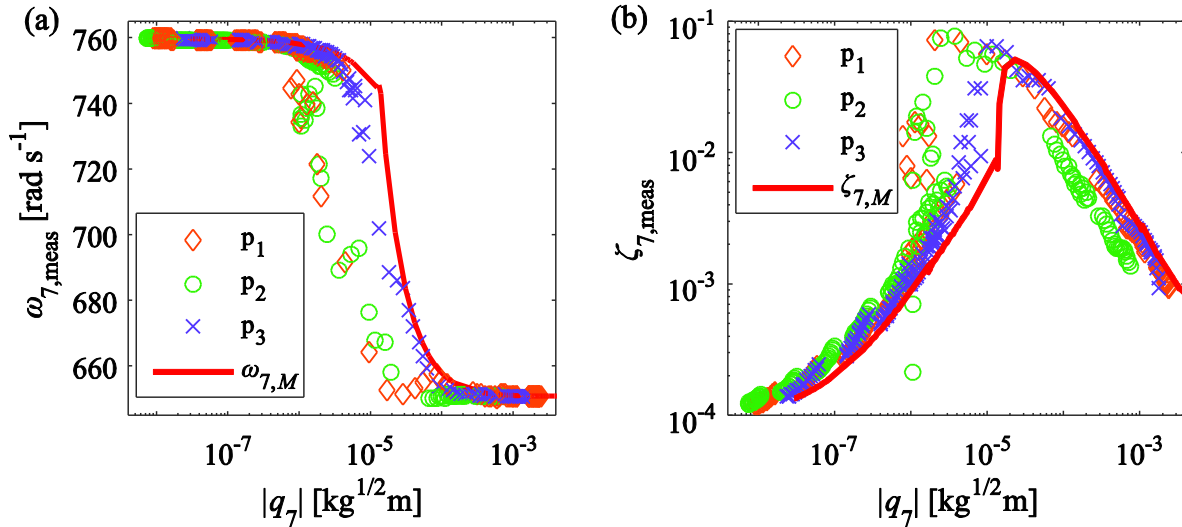 (a)
760
740
720
700
680
660
ω7,meas [rad s-1]
p1
p2
p3
ω7,M
10-7
10-5
10-3
|q7| [kg1/2m]
(b)
10-1
10-2
10-3
10-4
ζ7,meas
p1
p2
p3
ζ7,M
10-7
10-5
10-3
|q7| [kg1/2m]